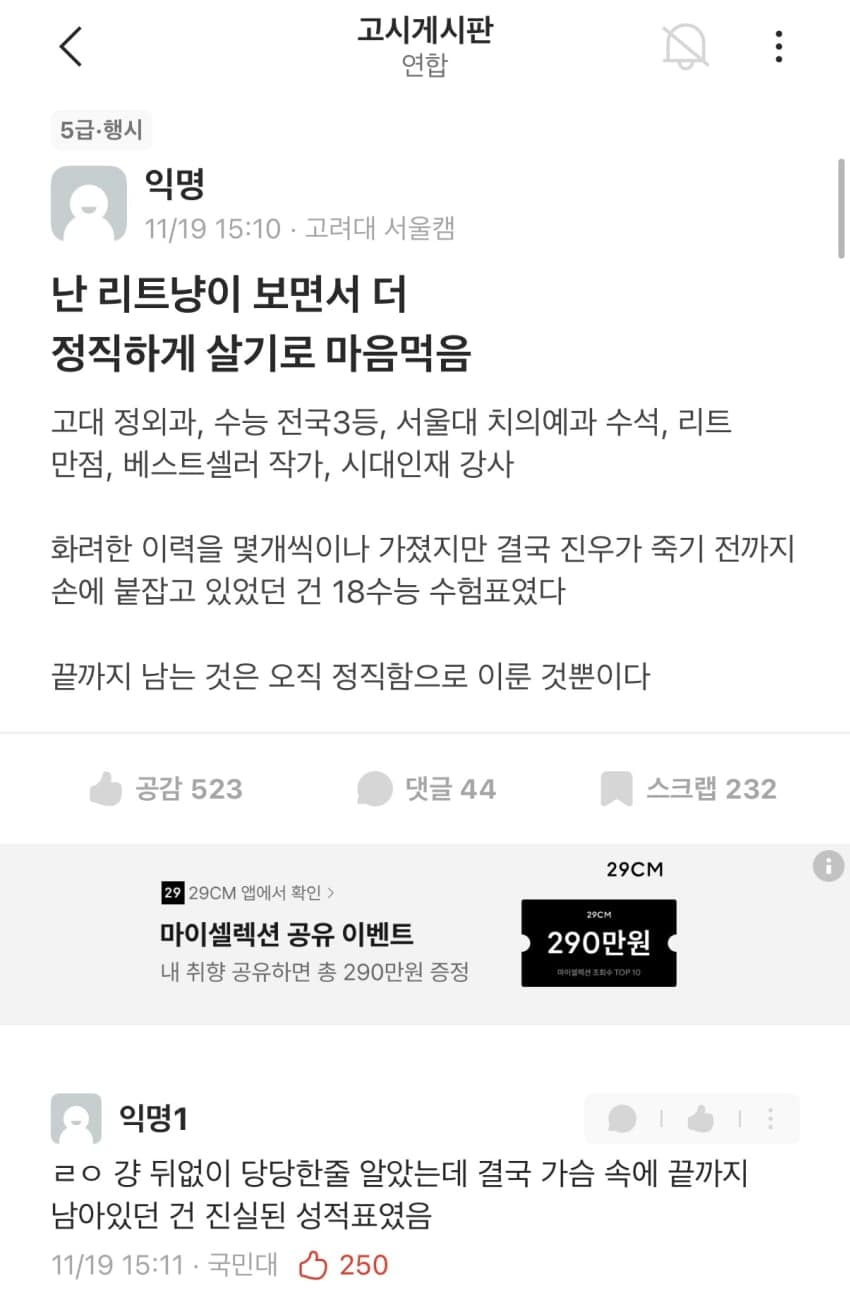 고시게시판
연합
5급·행시
익명
11/19 15:10 · 고려대 서울캠
난 리트냥이 보면서 더
정직하게 살기로 마음먹음
고대 정외과, 수능 전국3등, 서울대 치의예과 수석, 리트
만점, 베스트셀러 작가, 시대인재 강사
화려한 이력을 몇개씩이나 가졌지만 결국 진우가 죽기 전까지
손에 붙잡고 있었던 건 18수능 수험표였다
끝까지 남는 것은 오직 정직함으로 이룬 것뿐이다
공감 523
댓글 44
스크랩 232
29 29CM 앱에서 확인 >
마이셀렉션 공유 이벤트
내 취향 공유하면 총 290만원 증정
29CM
29CM
290만원
마이셀렉션 조회수 TOP 10
익명1
ㄹㅇ 걍 뒤없이 당당한줄 알았는데 결국 가슴 속에 끝까지
남아있던 건 진실된 성적표였음
11/19 15:11 · 국민대 250